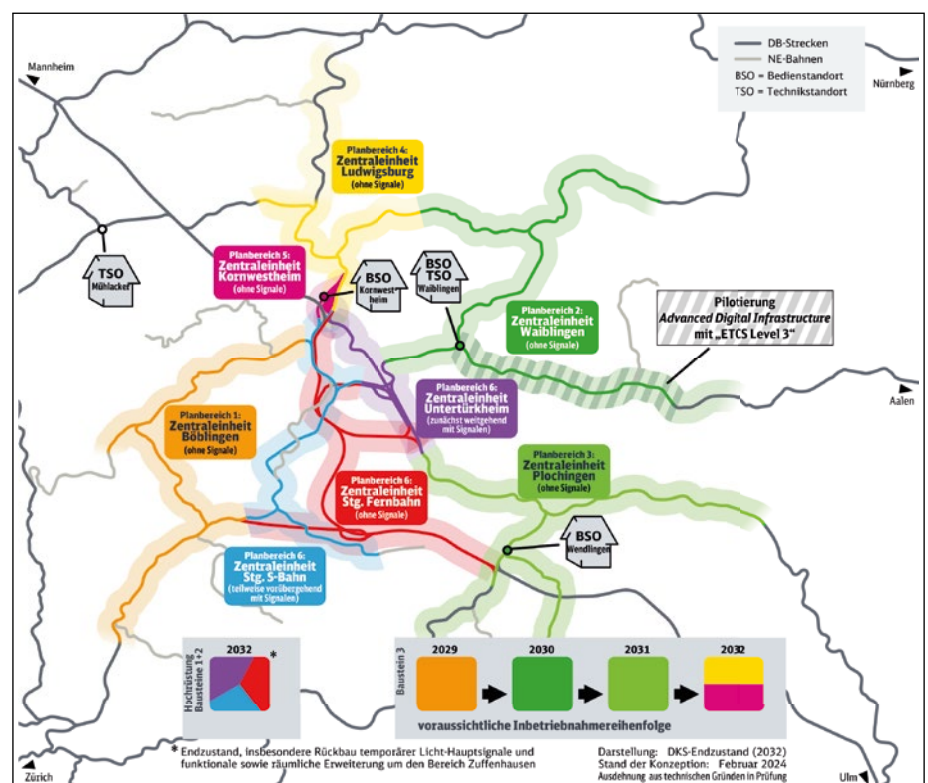 Mannheim
DB-Strecken
NE-Bahnen
BSO = Bedienstandort
TSO = Technikstandort
Nürnberg
Planbereich 4:
Zentraleinheit
Ludwigsburg
(ohne Signale)
TSO
Mühlacker
Planbereich 5:
Zentraleinheit
Kornwestheim
(ohne Signale)
BSO
Kornwest-
heim
BSO
TSO
Waiblingen
Planbereich 2:
Zentraleinheit
Waiblingen
(ohne Signale)
Pilotierung
Advanced Digital Infrastructure
mit „ETCS Level 3“
Aalen
Planbereich 1:
Zentraleinheit
Böblingen
(ohne Signale)
Planbereich 6:
Zentraleinheit
Untertürkheim
(zunächst weitgehend
mit Signalen)
Planbereich 6:
Zentraleinheit
Stg. Fernbahn
(ohne Signale)
Planbereich 3:
Zentraleinheit
Plochingen
(ohne Signale)
BSO
Wendlingen
Planbereich 6:
Zentraleinheit
Stg. S-Bahn
(teilweise vorübergehend
mit Signalen)
Hochrüstung
Bausteine 1+2
2032
*
Baustein 3
2029
2030
2031
2032
voraussichtliche Inbetriebnahmereihenfolge
* Endzustand, insbesondere Rückbau temporärer Licht-Hauptsignale und
funktionale sowie räumliche Erweiterung um den Bereich Zuffenhausen
Darstellung: DKS-Endzustand (2032)
Stand der Konzeption: Februar 2024
Ausdehnung aus technischen Gründen in Prüfung
Zürich
Ulm